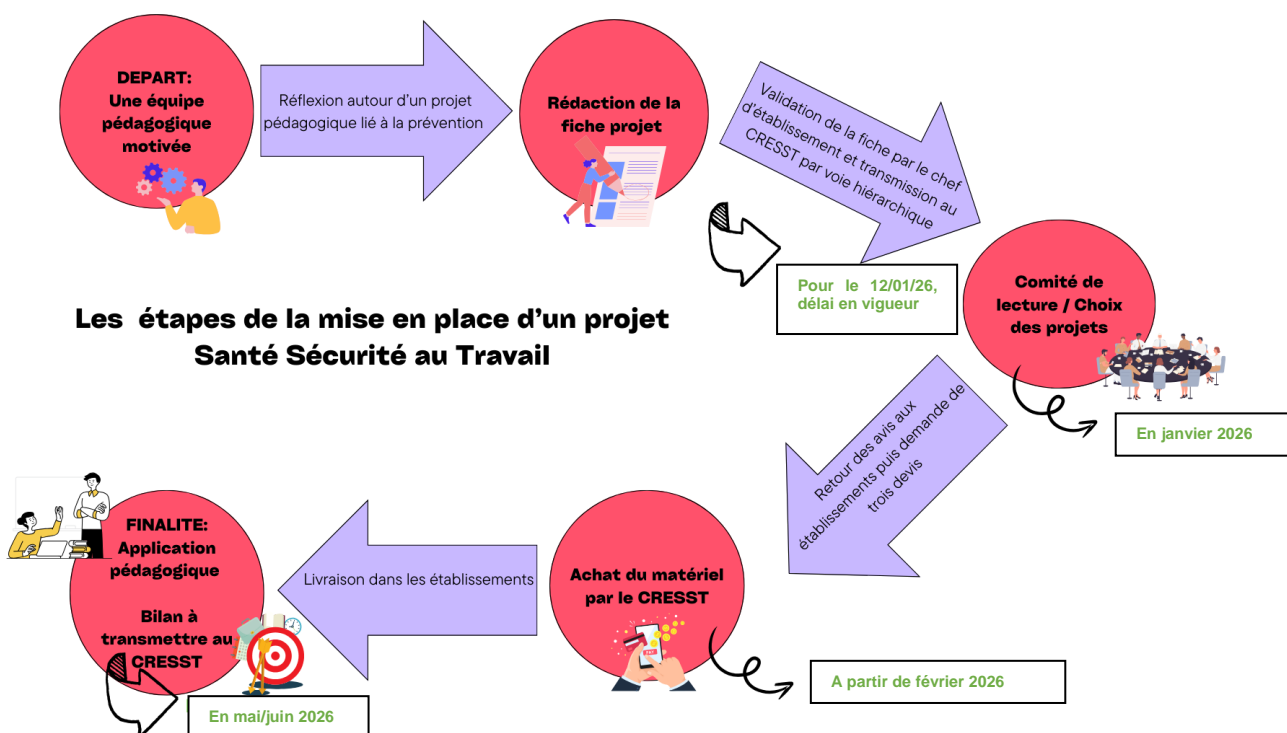 DEPART:
Une équipe
pédagogique
motivée
Réflexion autour d'un projet
pédagogique lié à la prévention
Rédaction de la
fiche projet
Validation de la fiche par le chef
d'établissement et transmission au
CRESST par voie hiérarchique
Pour le 12/01/26,
délai en vigueur
Comité de
lecture / Choix
des projets
En janvier 2026
Les étapes de la mise en place d'un projet
Santé Sécurité au Travail
Retour des avis aux
établissements puis demande de
trois devis
Achat du matériel
par le CRESST
A partir de février 2026
Livraison dans les établissements
FINALITE:
Application
pédagogique
Bilan à
transmettre au
CRESST
En mai/juin 2026